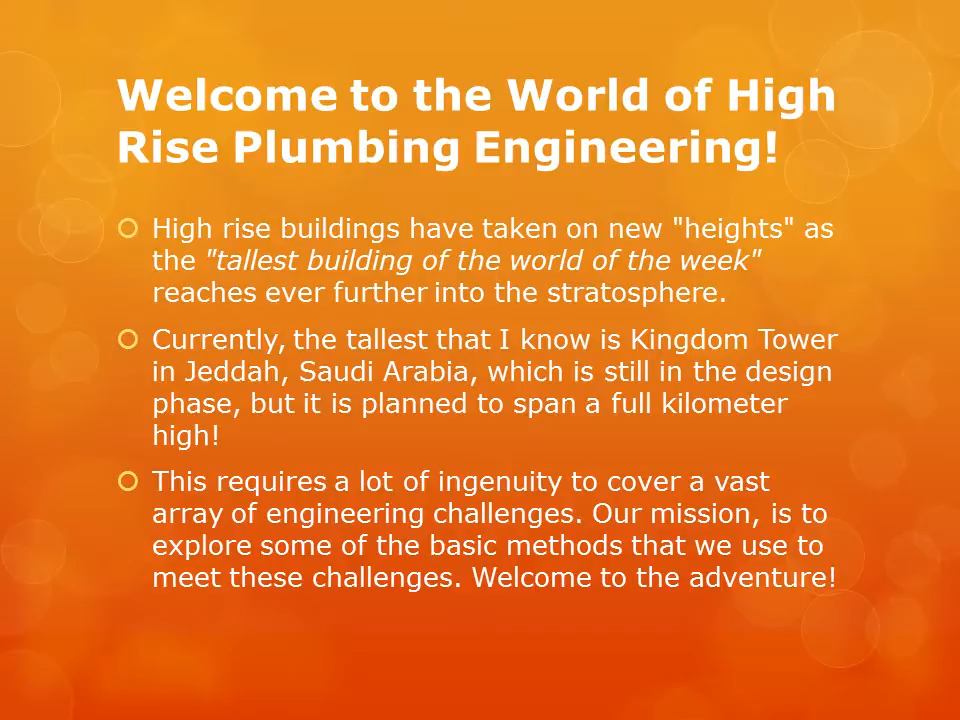 Welcome to the World of High
Rise Plumbing Engineering!
High rise buildings have taken on new "heights" as
the "tallest building of the world of the week"
reaches ever further into the stratosphere.
Currently, the tallest that I know is Kingdom Tower
in Jeddah, Saudi Arabia, which is still in the design
phase, but it is planned to span a full kilometer
high!
This requires a lot of ingenuity to cover a vast
array of engineering challenges. Our mission, is to
explore some of the basic methods that we use to
meet these challenges. Welcome to the adventure!